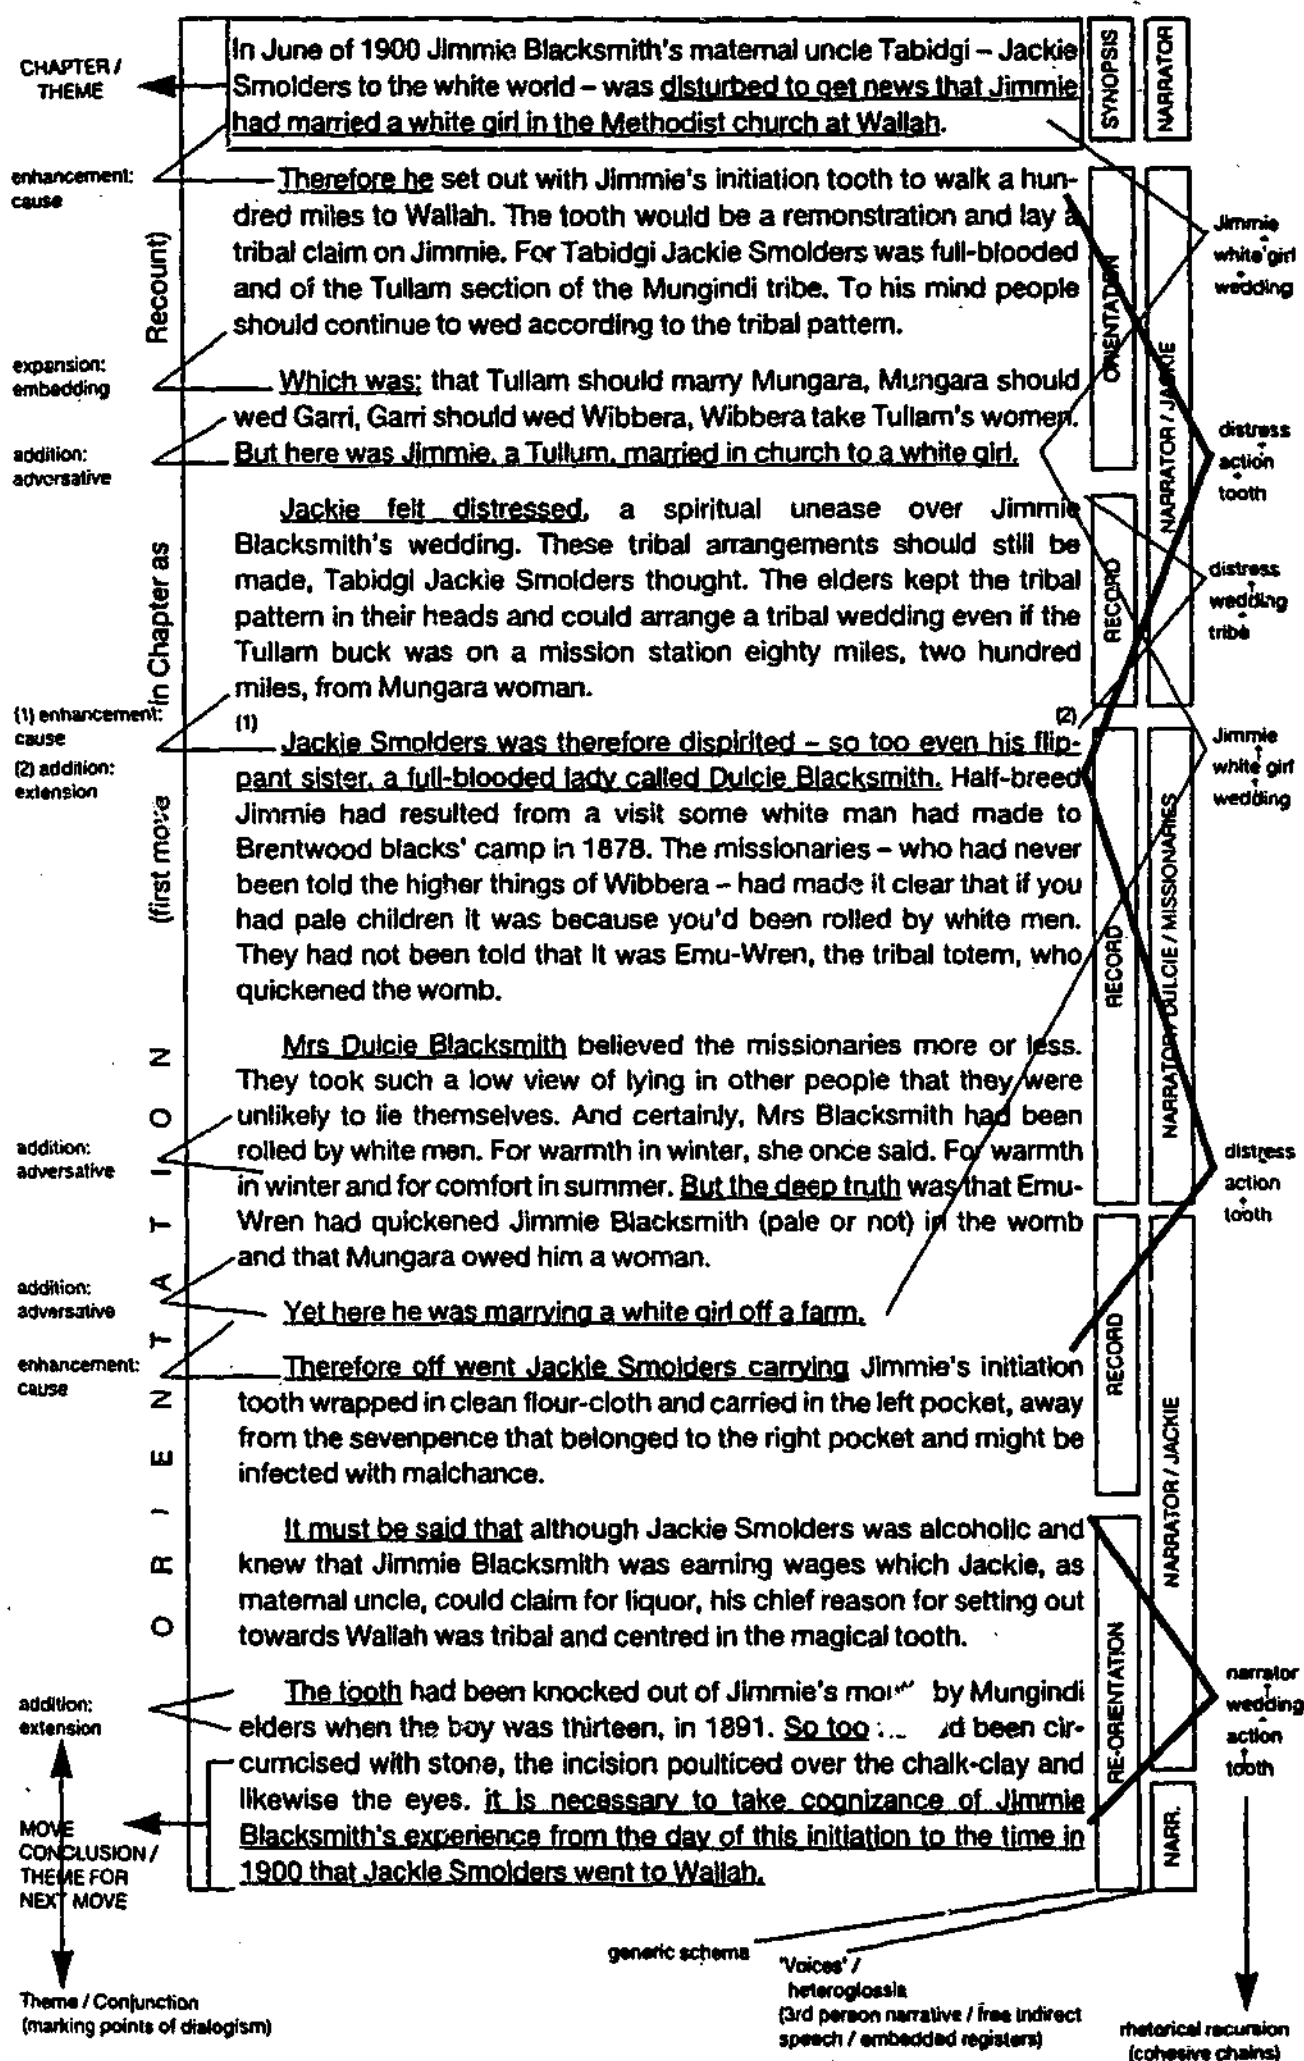 CHAPTER /
THEME
In June of 1900 Jimmie Blacksmith's maternal uncle Tabidgi – Jackie
Smolders to the white world – was disturbed to get news that Jimmie
had married a white girl in the Methodist church at Wallah.
SYNOPSIS
NARRATOR
enhancement:
cause
Therefore he set out with Jimmie's initiation tooth to walk a hun-
dred miles to Wallah. The tooth would be a remonstration and lay a
tribal claim on Jimmie. For Tabidgi Jackie Smolders was full-blooded
and of the Tullam section of the Mungindi tribe. To his mind people
should continue to wed according to the tribal pattern.
expansion:
embedding
Which was: that Tullam should marry Mungara, Mungara should
wed Garri, Garri should wed Wibbera, Wibbera take Tullam's women.
addition:
adversative
But here was Jimmie, a Tullum, married in church to a white girl.
ORIENTATION
NARRATOR / JACKIE
Jimmie
white girl
wedding
distress
action
tooth
Jackie felt distressed, a spiritual unease over Jimmie
Blacksmith's wedding. These tribal arrangements should still be
made, Tabidgi Jackie Smolders thought. The elders kept the tribal
pattern in their heads and could arrange a tribal wedding even if the
Tullam buck was on a mission station eighty miles, two hundred
miles, from Mungara woman.
RECORD
distress
wedding
tribe
(1) enhancement:
cause
(2) addition:
extension
(1)
(2)
Jackie Smolders was therefore dispirited – so too even his flip-
pant sister, a full-blooded lady called Dulcie Blacksmith. Half-breed
Jimmie had resulted from a visit some white man had made to
Brentwood blacks' camp in 1878. The missionaries – who had never
been told the higher things of Wibbera – had made it clear that if you
had pale children it was because you'd been rolled by white men.
They had not been told that it was Emu-Wren, the tribal totem, who
quickened the womb.
RECORD
NARRATOR / DULCIE / MISSIONARIES
Jimmie
white girl
wedding
Mrs Dulcie Blacksmith believed the missionaries more or less.
They took such a low view of lying in other people that they were
unlikely to lie themselves. And certainly, Mrs Blacksmith had been
rolled by white men. For warmth in winter, she once said. For warmth
in winter and for comfort in summer. But the deep truth was that Emu-
Wren had quickened Jimmie Blacksmith (pale or not) in the womb
and that Mungara owed him a woman.
addition:
adversative
distress
action
tooth
addition:
adversative
Yet here he was marrying a white girl off a farm.
enhancement:
cause
Therefore off went Jackie Smolders carrying Jimmie's initiation
tooth wrapped in clean flour-cloth and carried in the left pocket, away
from the sevenpence that belonged to the right pocket and might be
infected with malchance.
RECORD
NARRATOR / JACKIE
It must be said that although Jackie Smolders was alcoholic and
knew that Jimmie Blacksmith was earning wages which Jackie, as
maternal uncle, could claim for liquor, his chief reason for setting out
towards Wallah was tribal and centred in the magical tooth.
RE-ORIENTATION
narrator
wedding
action
tooth
addition:
extension
The tooth had been knocked out of Jimmie's by Mungindi
elders when the boy was thirteen, in 1891. So too been cir-
cumcised with stone, the incision poulticed over the chalk-clay and
likewise the eyes. it is necessary to take cognizance of Jimmie
Blacksmith's experience from the day of this initiation to the time in
1900 that Jackie Smolders went to Wallah.
NARR.
MOVE
CONCLUSION /
THEME FOR
NEXT MOVE
ORIENTATION (first move in Chapter as Recount)
Theme / Conjunction
(marking points of dialogism)
generic schema
'Voices' /
heteroglossia
(3rd person narrative / free indirect
speech / embedded registers)
rhetorical recursion
(cohesive chains)